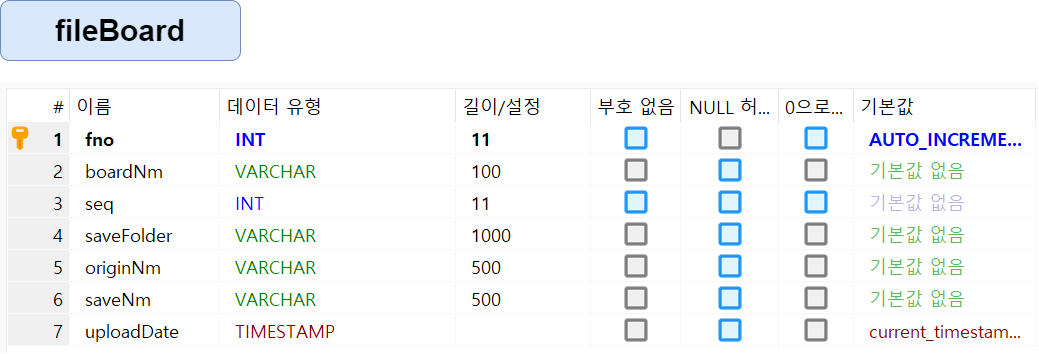 fileBoard
# 이름 데이터 유형 길이/설정 부호 없음 NULL 허... 0으로... 기본값
1 fno INT 11 AUTO_INCREME...
2 boardNm VARCHAR 100 기본값 없음
3 seq INT 11 기본값 없음
4 saveFolder VARCHAR 1000 기본값 없음
5 originNm VARCHAR 500 기본값 없음
6 saveNm VARCHAR 500 기본값 없음
7 uploadDate TIMESTAMP current_timestam...